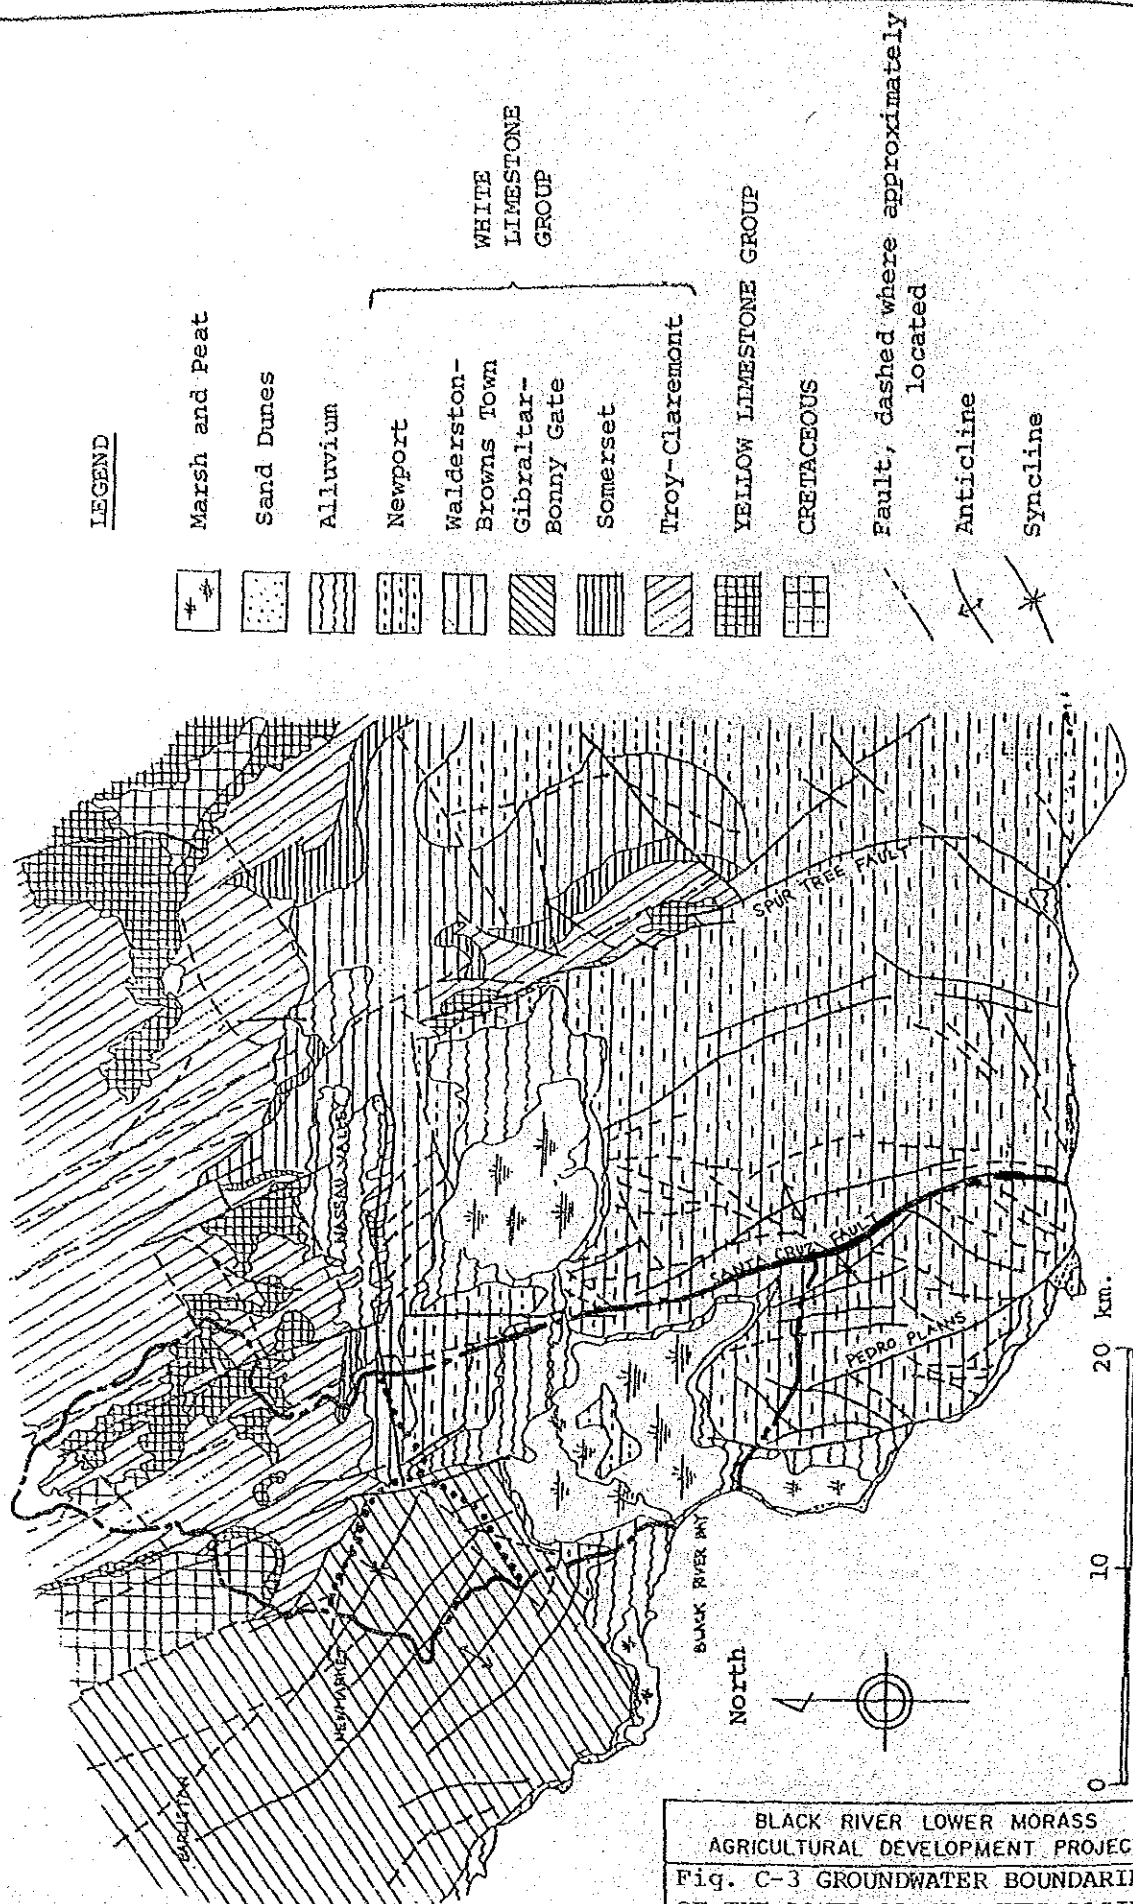 LEGEND
Marsh and Peat
Sand Dunes
Alluvium
Newport
Walderston-
Browns Town
Gibraltar-
Bonny Gate
Somerset
Troy-Claremont
WHITE
LIMESTONE
GROUP
YELLOW LIMESTONE GROUP
CRETACEOUS
Fault, dashed where approximately
located
Anticline
Syncline
NASSAU VALLEY
SPUR TREE FAULT
SANTA CRUZ FAULT
PEDRO PLAINS
NEWMARKET
BLACK RIVER BAY
North
0 10 20 km.
BLACK RIVER LOWER MORASS
AGRICULTURAL DEVELOPMENT PROJEC
Fig. C-3 GROUNDWATER BOUNDARI